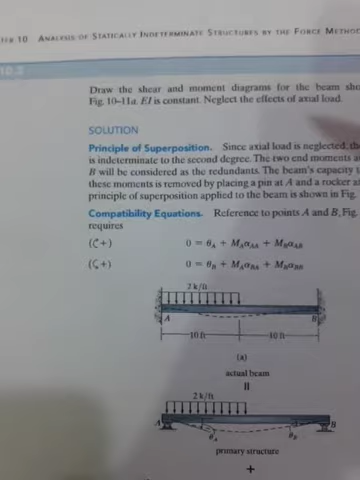 10 ANALYSIS OF STATICALLY INDETERMINATE STRUCTURES BY THE FORCE
10.5
Draw the shear and moment diagrams for the beam
Fig. 10–11a. EI is constant. Neglect the effects of axial load.
SOLUTION
Principle of Superposition. Since axial load is neglected,
is indeterminate to the second degree. The two end moments
B will be considered as the redundants. The beam's capacity
these moments is removed by placing a pin at A and a rocker
principle of superposition applied to the beam is shown in Fig.
Compatibility Equations. Reference to points A and B, Fig.
requires
(↻+) 0 = θA + MAαAA + MBαAB
(↻+) 0 = θB + MAαBA + MBαBB
2 k/ft
A B
10 ft 10 ft
(a)
actual beam
||
2 k/ft
A B
θA θB
primary structure
+